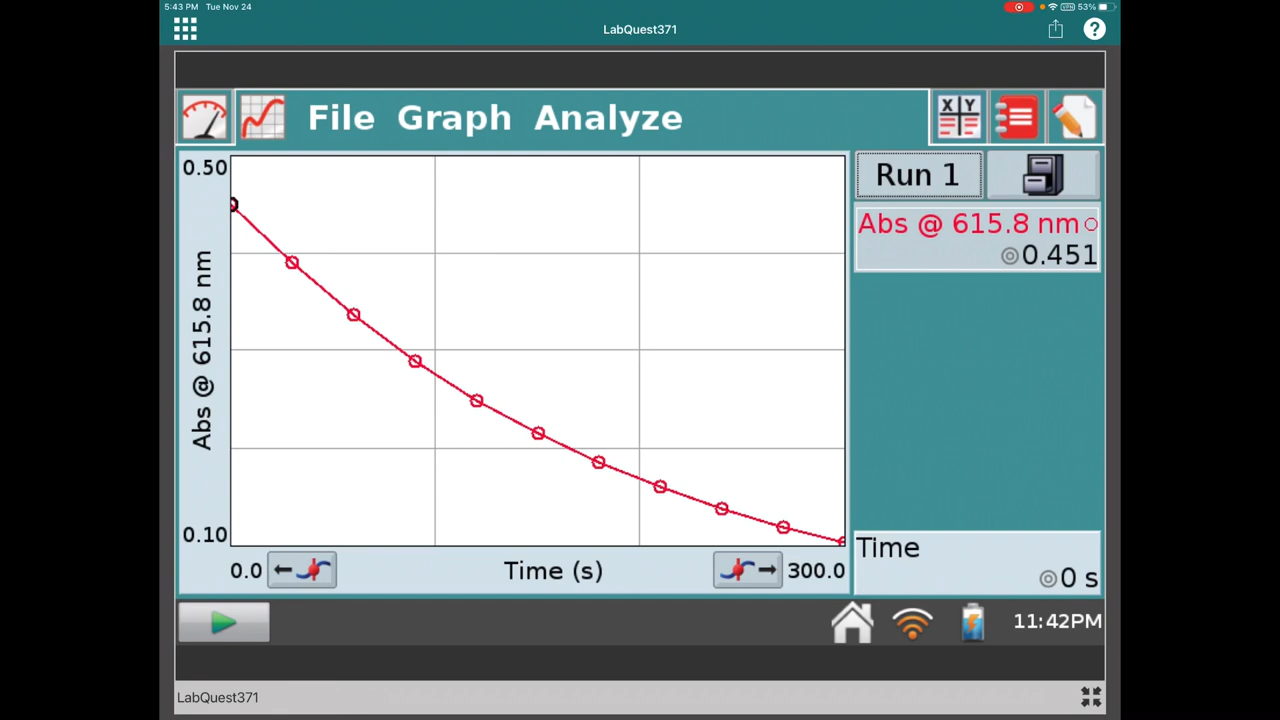 5:43 PM Tue Nov 24
VPN 53%
LabQuest371
?
File Graph Analyze
X Y
0.50
Run 1
Abs @ 615.8 nm
0.451
Abs @ 615.8 nm
0.10
Time
0 s
0.0
Time (s)
300.0
11:42PM
LabQuest371